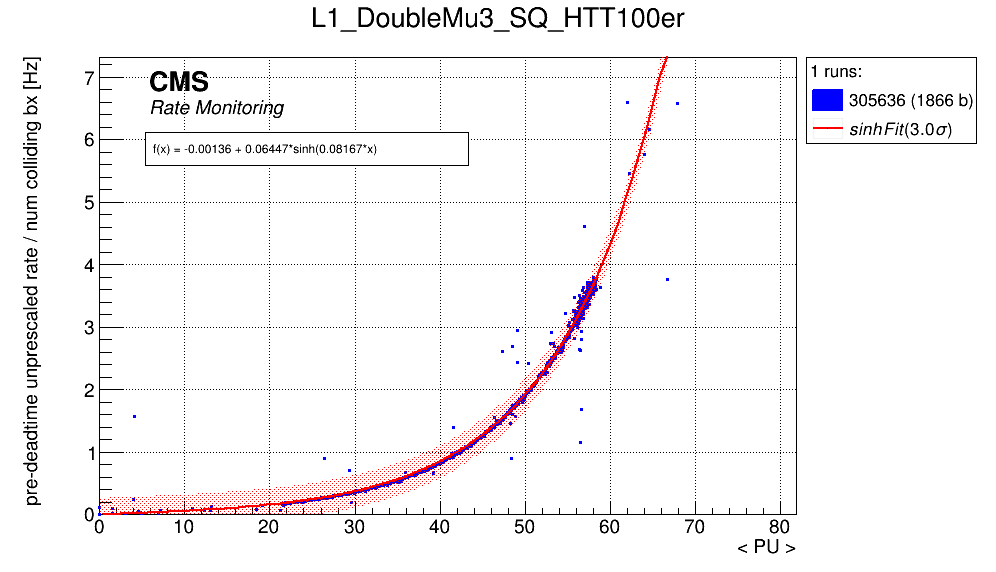 L1_DoubleMu3_SQ_HTT100er
pre-deadtime unprescaled rate / num colliding bx [Hz]
CMS
Rate Monitoring
f(x) = -0.00136 + 0.06447*sinh(0.08167*x)
1 runs:
305636 (1866 b)
sinhFit(3.0σ)
7
6
5
4
3
2
1
0
0 10 20 30 40 50 60 70 80
< PU >